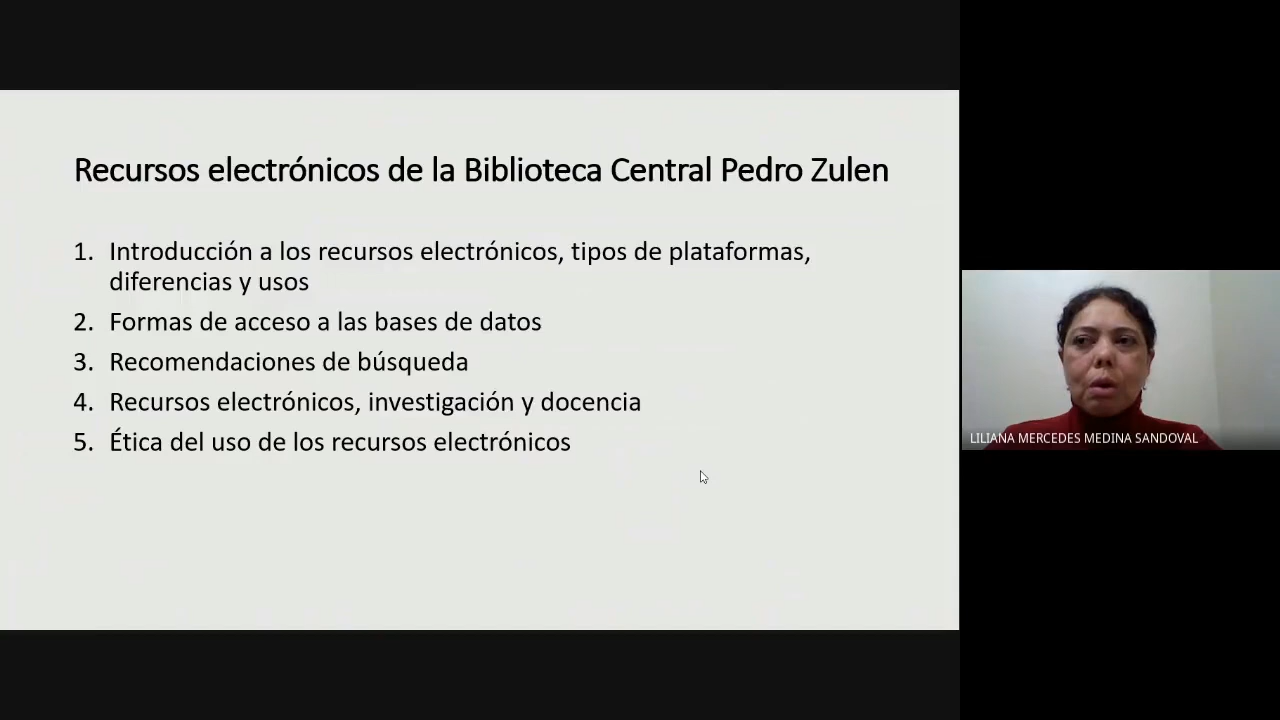 Recursos electrónicos de la Biblioteca Central Pedro Zulen
1. Introducción a los recursos electrónicos, tipos de plataformas,
diferencias y usos
2. Formas de acceso a las bases de datos
3. Recomendaciones de búsqueda
4. Recursos electrónicos, investigación y docencia
5. Ética del uso de los recursos electrónicos
LILIANA MERCEDES MEDINA SANDOVAL